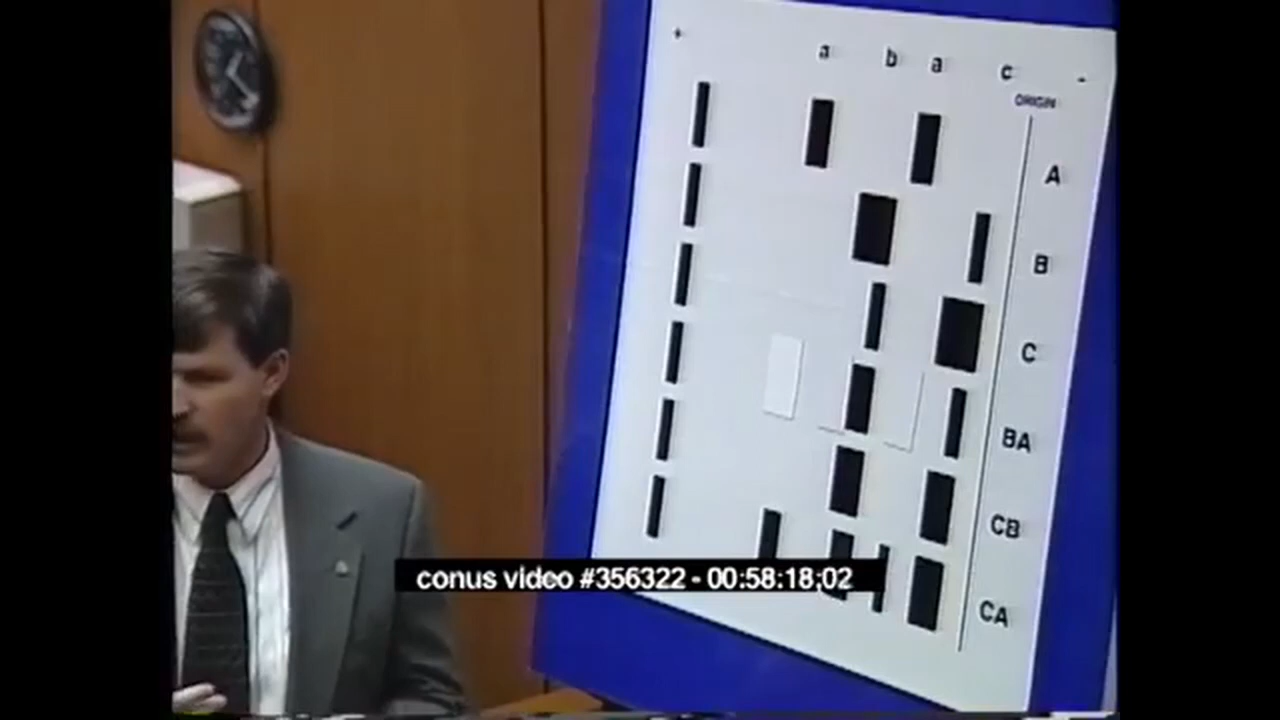 + a b a c -
ORIGIN
A
B
C
BA
CB
CA
conus video #356322 - 00:58:18:02